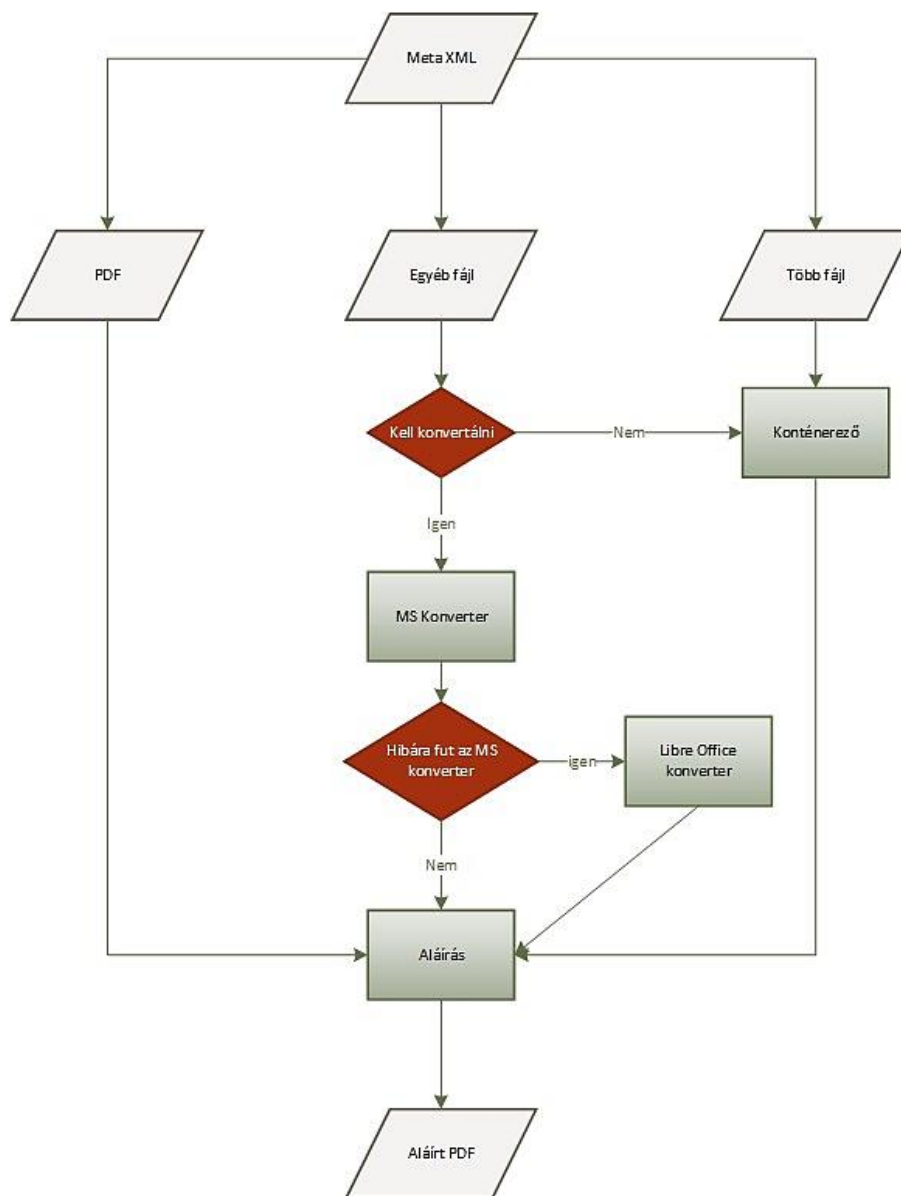 Meta XML
PDF
Egyéb fájl
Több fájl
Kell konvertálni
Nem
Konténerező
Igen
MS Konverter
Hibára fut az MS
konverter
igen
Libre Office
konverter
Nem
Aláírás
Aláírt PDF